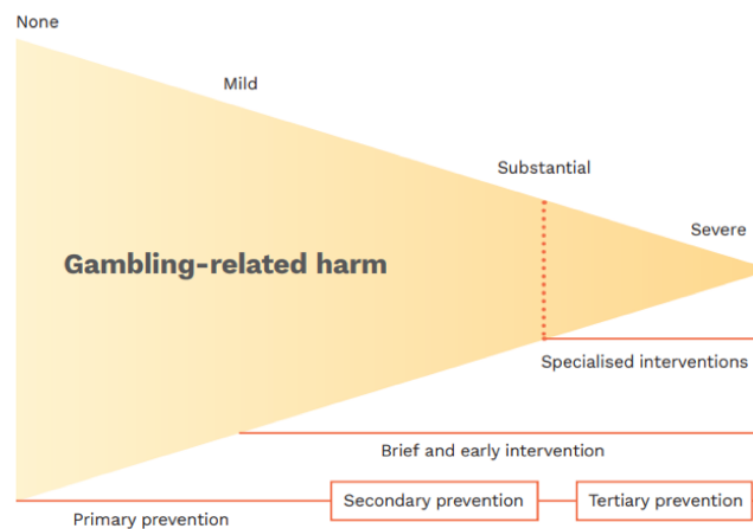 None
Mild
Substantial
Severe
Gambling-related harm
Specialised interventions
Brief and early intervention
Primary prevention
Secondary prevention
Tertiary prevention